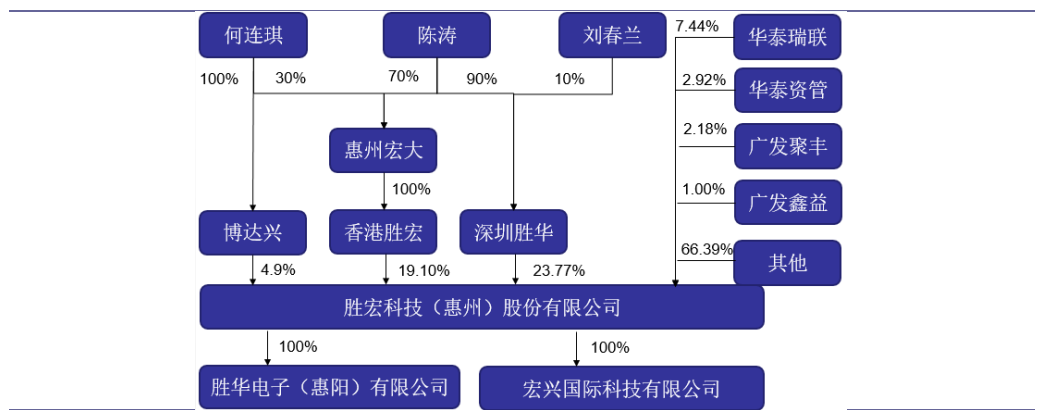 何连琪
陈涛
刘春兰
7.44%
华泰瑞联
100%
30%
70%
90%
10%
2.92%
华泰资管
2.18%
广发聚丰
惠州宏大
100%
1.00%
广发鑫益
博达兴
香港胜宏
深圳胜华
66.39%
其他
4.9%
19.10%
23.77%
胜宏科技（惠州）股份有限公司
100%
100%
胜华电子（惠阳）有限公司
宏兴国际科技有限公司